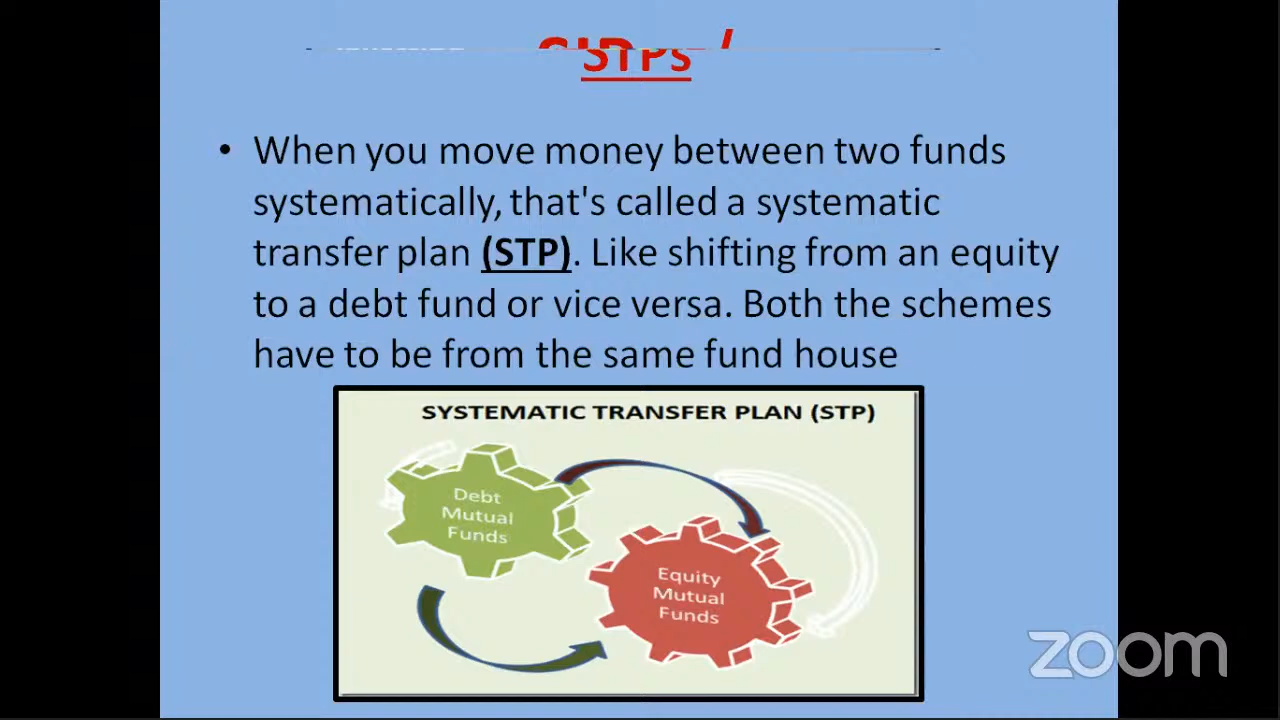 STPs
• When you move money between two funds
systematically, that's called a systematic
transfer plan (STP). Like shifting from an equity
to a debt fund or vice versa. Both the schemes
have to be from the same fund house
SYSTEMATIC TRANSFER PLAN (STP)
Debt
Mutual
Funds
Equity
Mutual
Funds
zoom